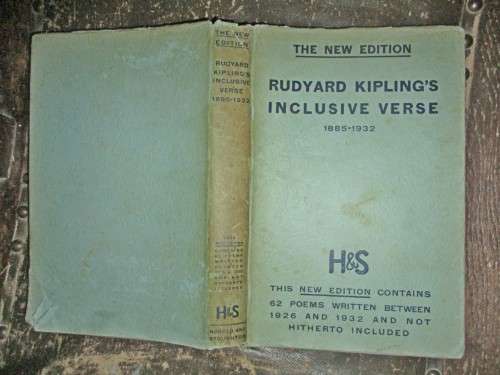 THE NEW
EDITION
RUDYARD
KIPLING'S
INCLUSIVE
VERSE
1885-1932
H&S
HODDER AND
STOUGHTON
THE NEW EDITION
RUDYARD KIPLING'S
INCLUSIVE VERSE
1885-1932
H&S
THIS NEW EDITION CONTAINS
62 POEMS WRITTEN BETWEEN
1926 AND 1932 AND NOT
HITHERTO INCLUDED